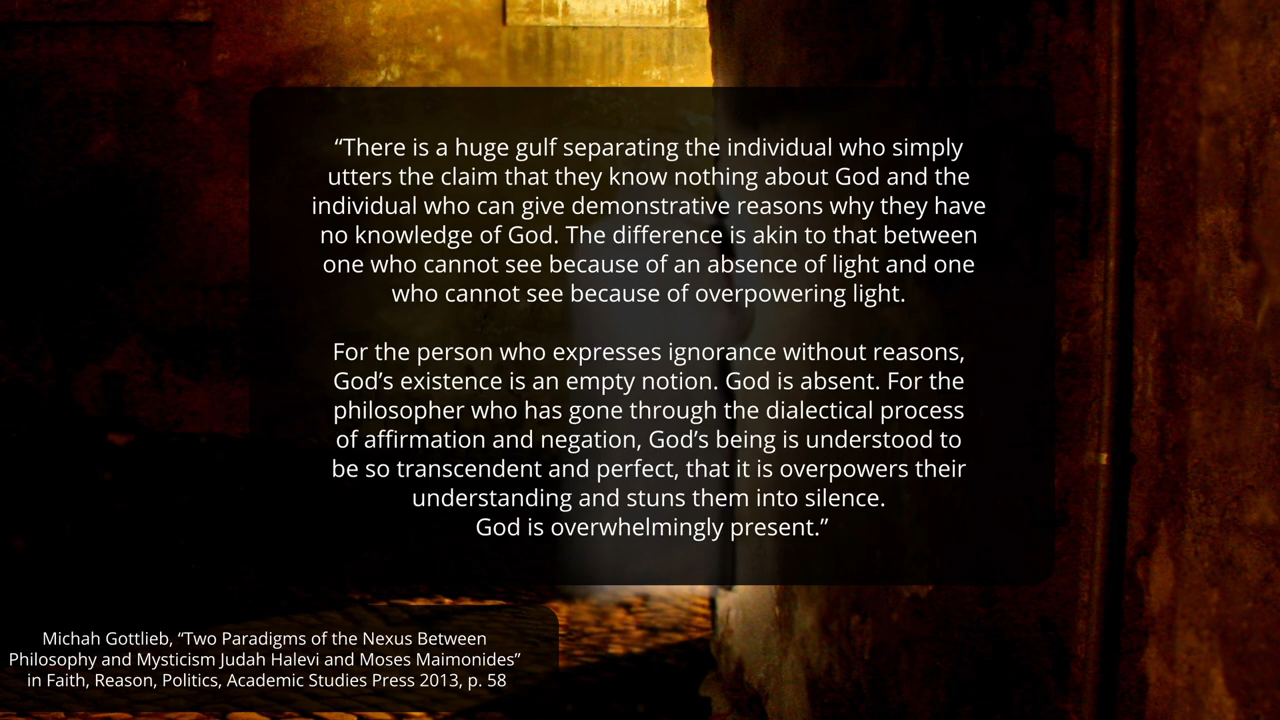 “There is a huge gulf separating the individual who simply
utters the claim that they know nothing about God and the
individual who can give demonstrative reasons why they have
no knowledge of God. The difference is akin to that between
one who cannot see because of an absence of light and one
who cannot see because of overpowering light.
For the person who expresses ignorance without reasons,
God’s existence is an empty notion. God is absent. For the
philosopher who has gone through the dialectical process
of affirmation and negation, God’s being is understood to
be so transcendent and perfect, that it is overpowers their
understanding and stuns them into silence.
God is overwhelmingly present.”
Michah Gottlieb, “Two Paradigms of the Nexus Between
Philosophy and Mysticism Judah Halevi and Moses Maimonides”
in Faith, Reason, Politics, Academic Studies Press 2013, p. 58